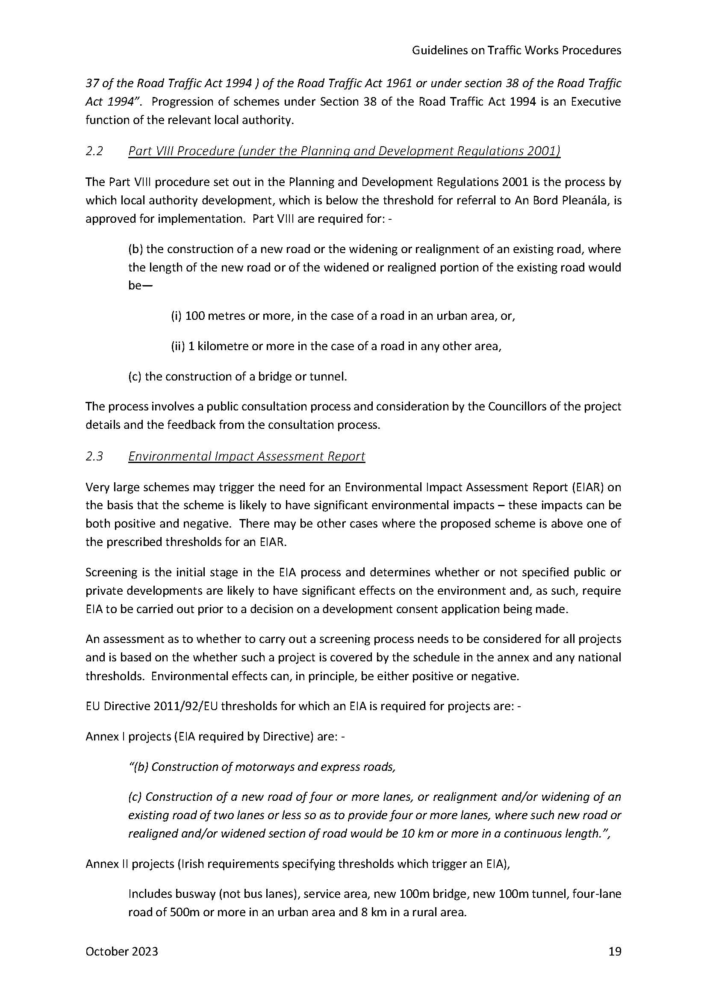 Guidelines on Traffic Works Procedures
37 of the Road Traffic Act 1994 ) of the Road Traffic Act 1961 or under section 38 of the Road Traffic
Act 1994”.  Progression of schemes under Section 38 of the Road Traffic Act 1994 is an Executive
function of the relevant local authority.
2.2 Part VIII Procedure (under the Planning and Development Regulations 2001)
The Part VIII procedure set out in the Planning and Development Regulations 2001 is the process by
which local authority development, which is below the threshold for referral to An Bord Pleanála, is
approved for implementation.  Part VIII are required for: -
(b) the construction of a new road or the widening or realignment of an existing road, where
the length of the new road or of the widened or realigned portion of the existing road would
be—
(i) 100 metres or more, in the case of a road in an urban area, or,
(ii) 1 kilometre or more in the case of a road in any other area,
(c) the construction of a bridge or tunnel.
The process involves a public consultation process and consideration by the Councillors of the project
details and the feedback from the consultation process.
2.3 Environmental Impact Assessment Report
Very large schemes may trigger the need for an Environmental Impact Assessment Report (EIAR) on
the basis that the scheme is likely to have significant environmental impacts – these impacts can be
both positive and negative.  There may be other cases where the proposed scheme is above one of
the prescribed thresholds for an EIAR.
Screening is the initial stage in the EIA process and determines whether or not specified public or
private developments are likely to have significant effects on the environment and, as such, require
EIA to be carried out prior to a decision on a development consent application being made.
An assessment as to whether to carry out a screening process needs to be considered for all projects
and is based on the whether such a project is covered by the schedule in the annex and any national
thresholds.  Environmental effects can, in principle, be either positive or negative.
EU Directive 2011/92/EU thresholds for which an EIA is required for projects are: -
Annex I projects (EIA required by Directive) are: -
“(b) Construction of motorways and express roads,
(c) Construction of a new road of four or more lanes, or realignment and/or widening of an
existing road of two lanes or less so as to provide four or more lanes, where such new road or
realigned and/or widened section of road would be 10 km or more in a continuous length.”,
Annex II projects (Irish requirements specifying thresholds which trigger an EIA),
Includes busway (not bus lanes), service area, new 100m bridge, new 100m tunnel, four-lane
road of 500m or more in an urban area and 8 km in a rural area.
October 2023 19